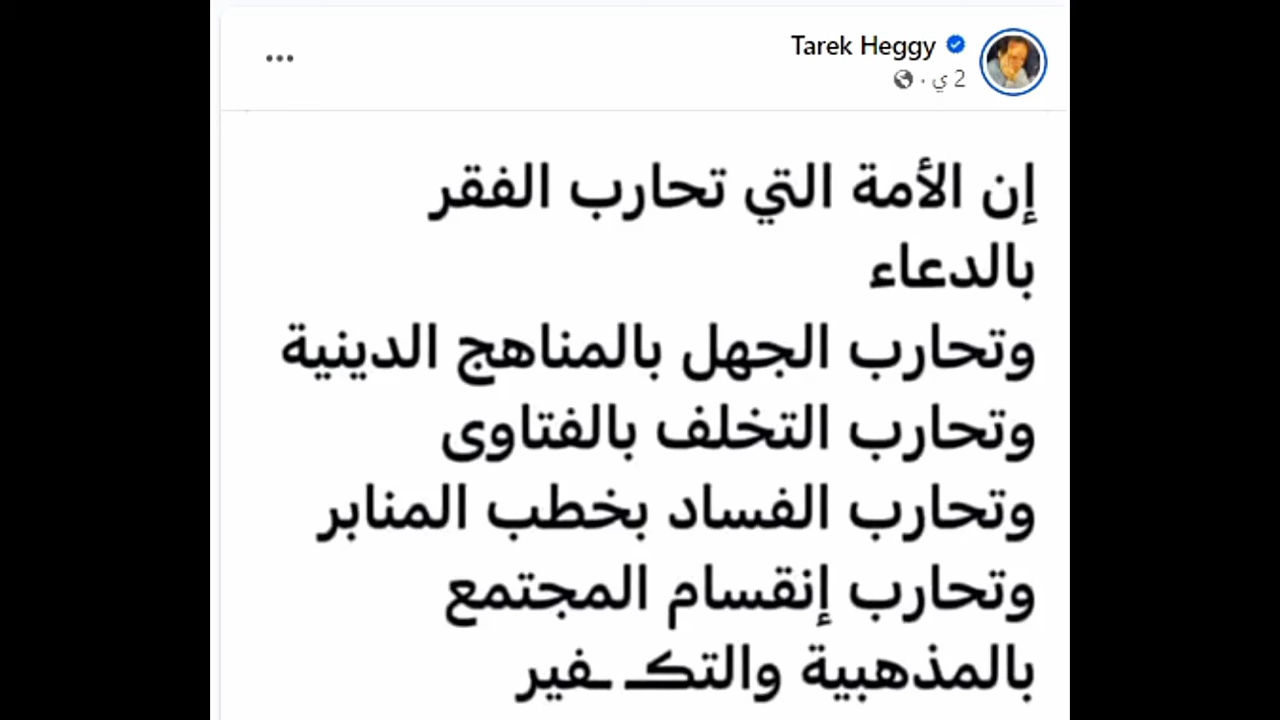 Tarek Heggy
2 ي ·
إن الأمة التي تحارب الفقر
بالدعاء
وتحارب الجهل بالمناهج الدينية
وتحارب التخلف بالفتاوى
وتحارب الفساد بخطب المنابر
وتحارب إنقسام المجتمع
بالمذهبية والتكـ ـفير